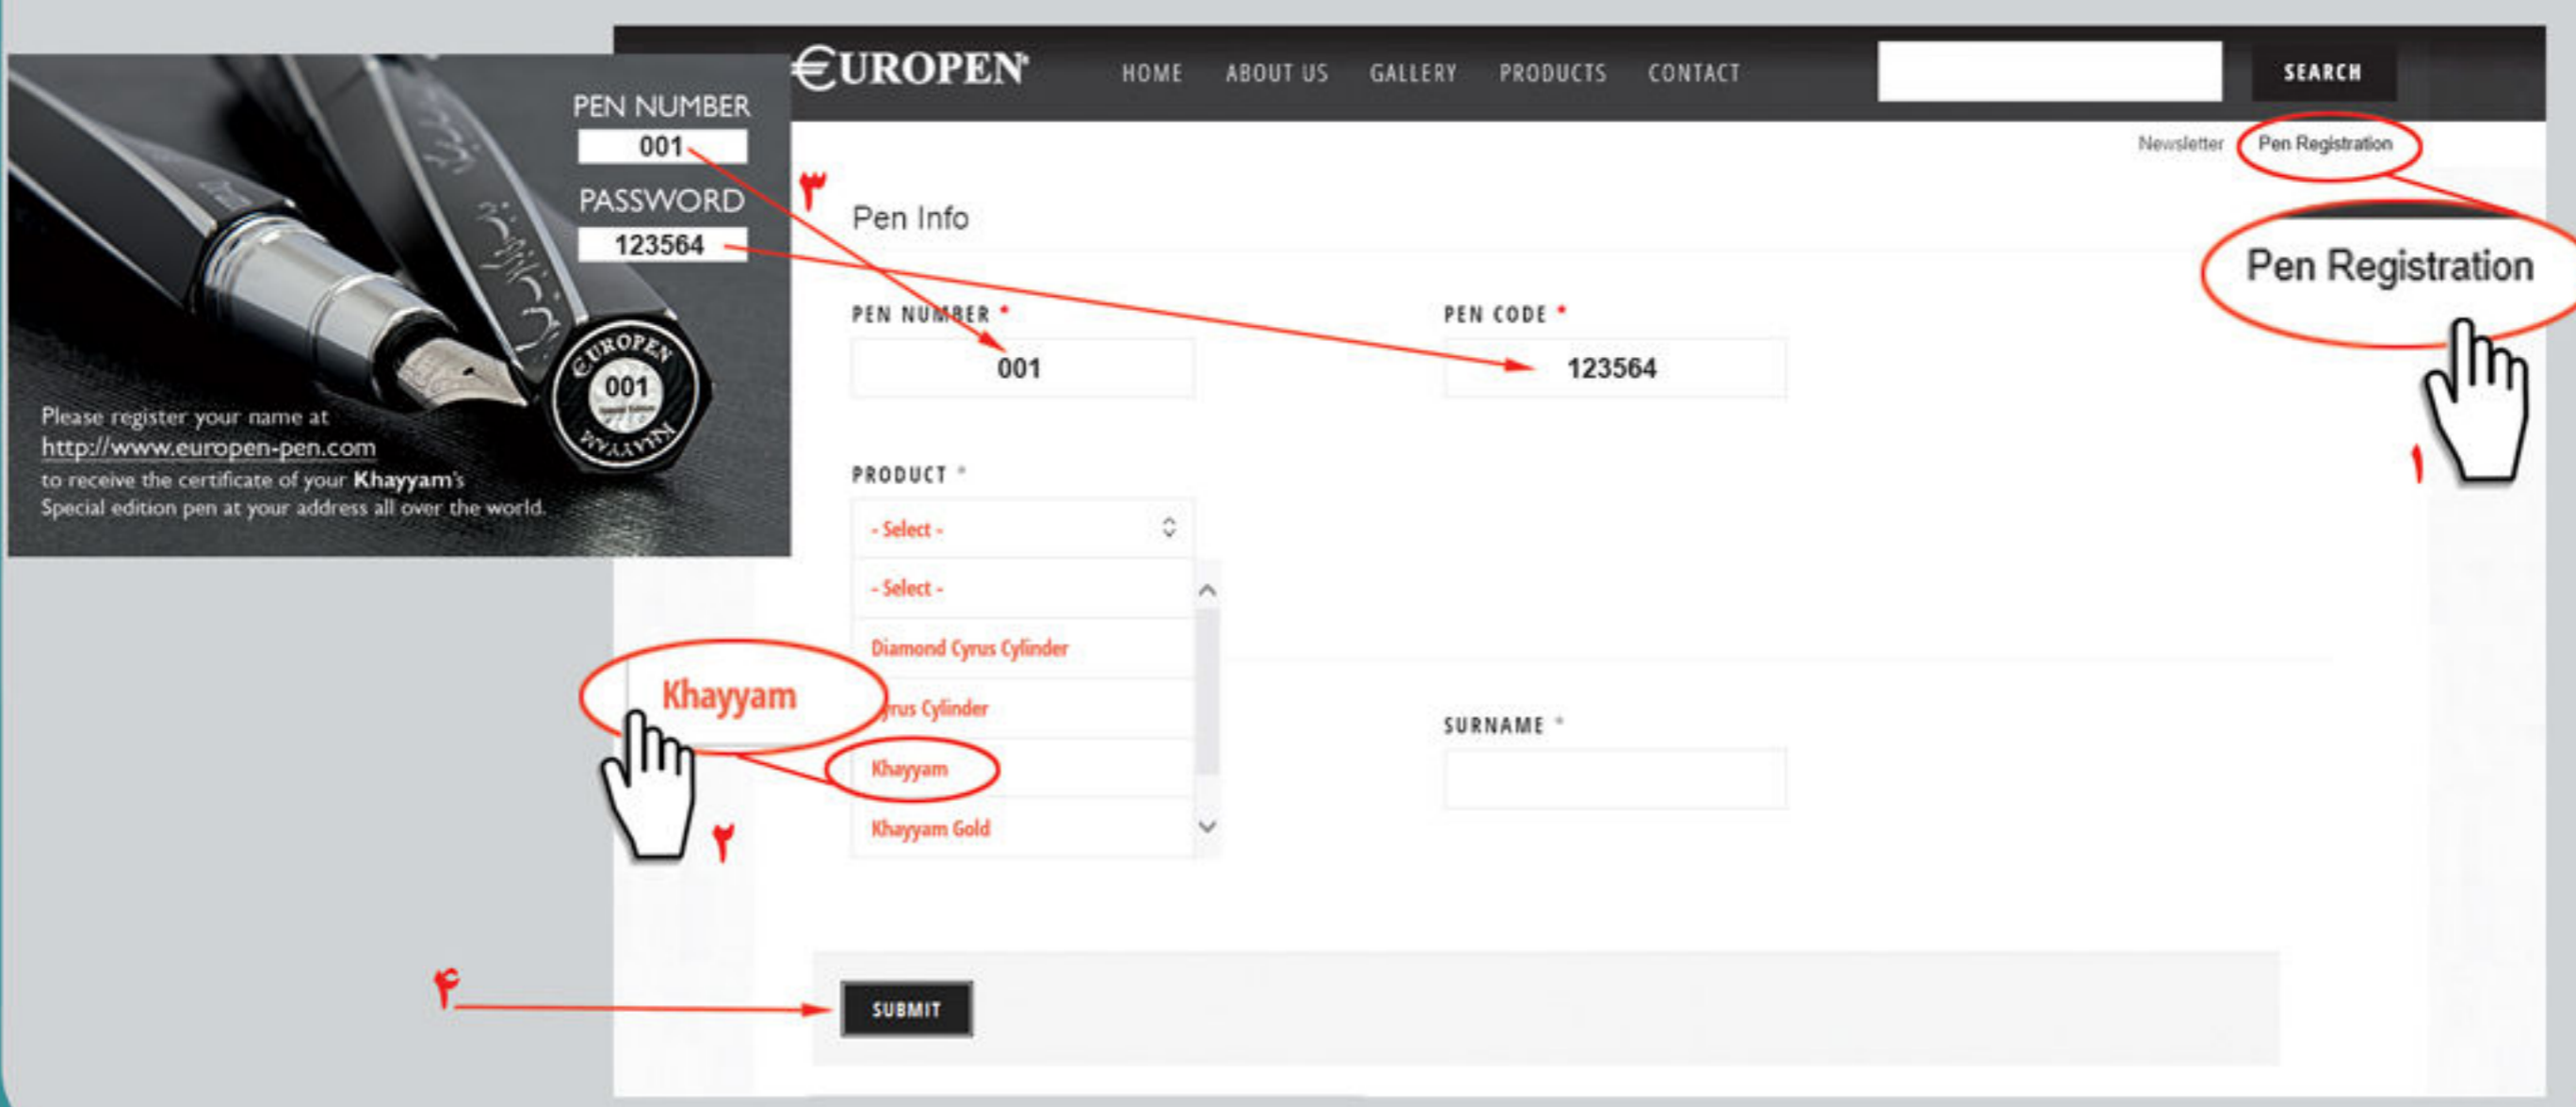 PEN NUMBER
001
PASSWORD
123564
EUROPEN
001
KHAYYAM
Please register your name at
http://www.europen-pen.com
to receive the certificate of your Khayyam's
Special edition pen at your address all over the world.
€UROPEN
HOME ABOUT US GALLERY PRODUCTS CONTACT
SEARCH
Newsletter Pen Registration
Pen Registration
۱
۳
Pen Info
PEN NUMBER * PEN CODE *
001 123564
PRODUCT *
- Select -
- Select -
Diamond Cyrus Cylinder
yrus Cylinder
Khayyam
Khayyam Gold
Khayyam
۲
SURNAME *
۴
SUBMIT